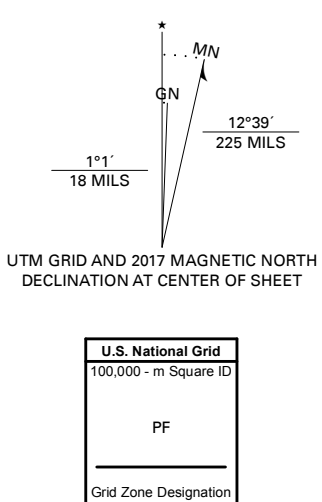 ★
MN
GN
12°39´
225 MILS
1°1´
18 MILS
UTM GRID AND 2017 MAGNETIC NORTH
DECLINATION AT CENTER OF SHEET
U.S. National Grid
100,000 - m Square ID
PF
Grid Zone Designation